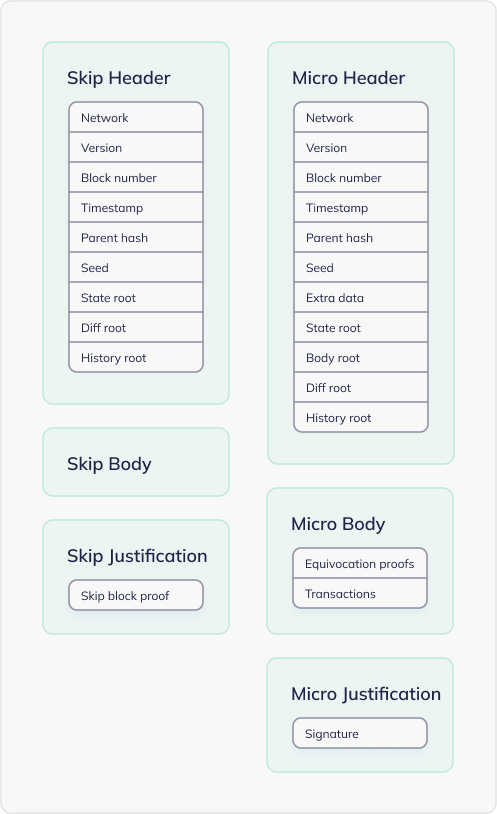 Skip Header
Network
Version
Block number
Timestamp
Parent hash
Seed
State root
Diff root
History root
Skip Body
Skip Justification
Skip block proof
Micro Header
Network
Version
Block number
Timestamp
Parent hash
Seed
Extra data
State root
Body root
Diff root
History root
Micro Body
Equivocation proofs
Transactions
Micro Justification
Signature